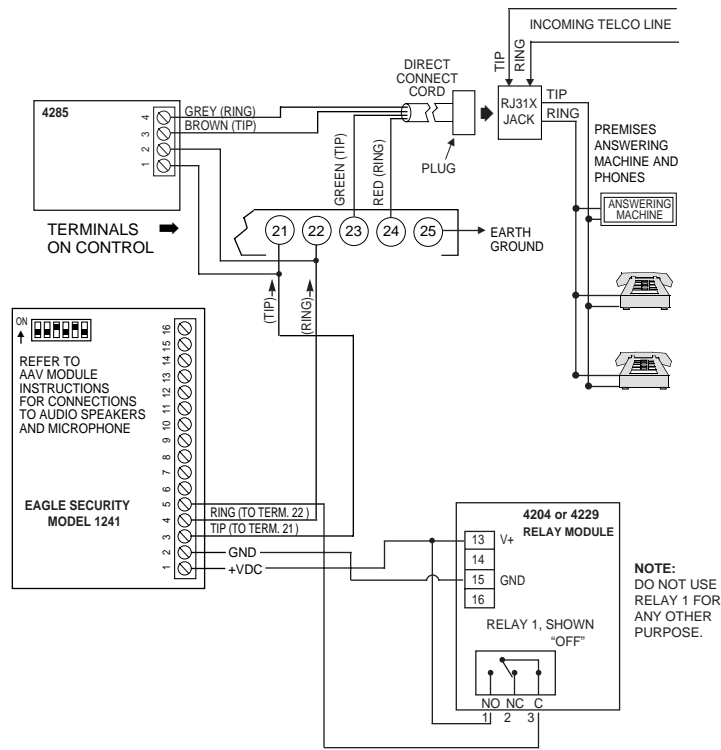 INCOMING TELCO LINE
TIP
RING
DIRECT
CONNECT
CORD
RJ31X
JACK
TIP
RING
PLUG
PREMISES
ANSWERING
MACHINE AND
PHONES
ANSWERING
MACHINE
4285
4
3
2
1
GREY (RING)
BROWN (TIP)
GREEN (TIP)
RED (RING)
TERMINALS
ON CONTROL
21
22
23
24
25
EARTH
GROUND
(TIP)
(RING)
ON
REFER TO
AAV MODULE
INSTRUCTIONS
FOR CONNECTIONS
TO AUDIO SPEAKERS
AND MICROPHONE
EAGLE SECURITY
MODEL 1241
16
15
14
13
12
11
10
9
8
7
6
5
4
3
2
1
RING (TO TERM. 22 )
TIP (TO TERM. 21 )
GND
+VDC
4204 or 4229
RELAY MODULE
13 V+
14
15 GND
16
RELAY 1, SHOWN
“OFF”
NO NC C
1 2 3
NOTE:
DO NOT USE
RELAY 1 FOR
ANY OTHER
PURPOSE.